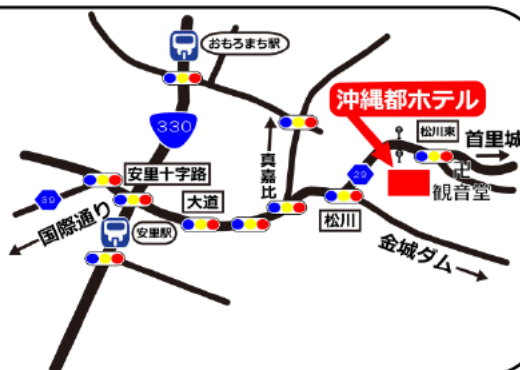 おもろまち駅
沖縄都ホテル
330
松川東
首里城
真嘉比
安里十字路
29
卍
観音堂
39
大道
国際通り
安里駅
松川
金城ダム